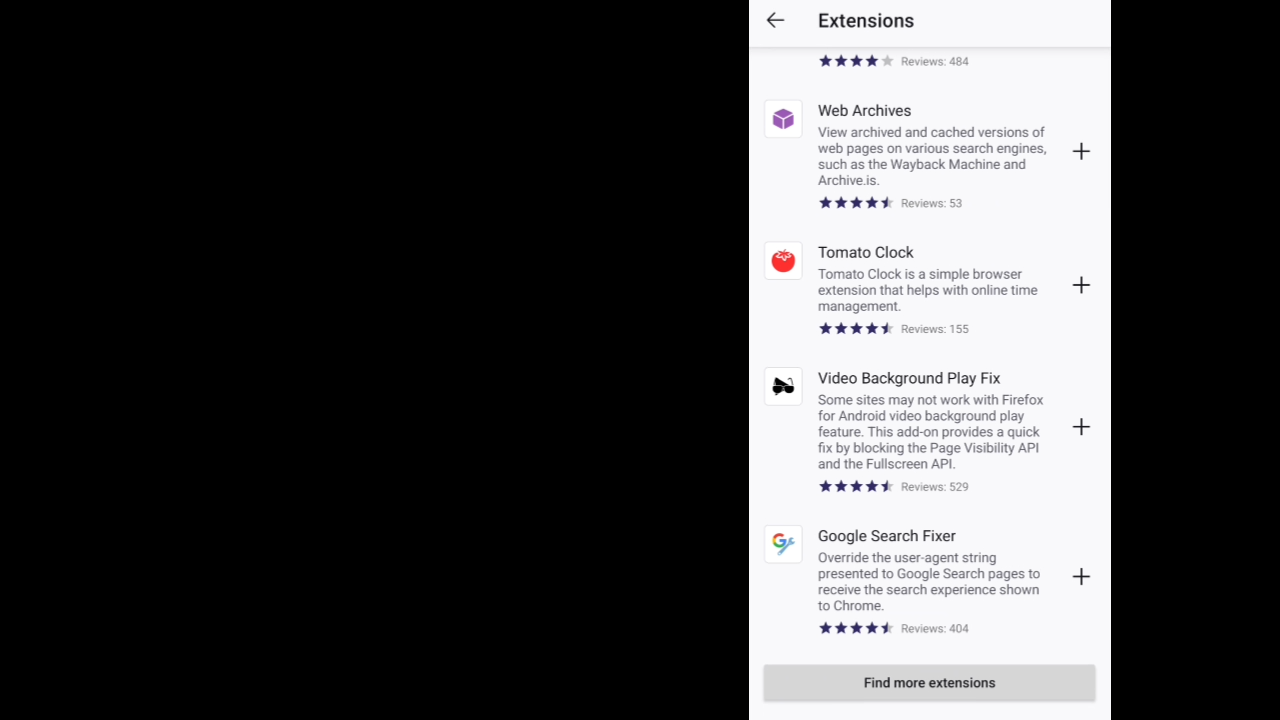 Extensions
Reviews: 484
Web Archives
View archived and cached versions of
web pages on various search engines,
such as the Wayback Machine and
Archive.is.
Reviews: 53
Tomato Clock
Tomato Clock is a simple browser
extension that helps with online time
management.
Reviews: 155
Video Background Play Fix
Some sites may not work with Firefox
for Android video background play
feature. This add-on provides a quick
fix by blocking the Page Visibility API
and the Fullscreen API.
Reviews: 529
Google Search Fixer
Override the user-agent string
presented to Google Search pages to
receive the search experience shown
to Chrome.
Reviews: 404
Find more extensions